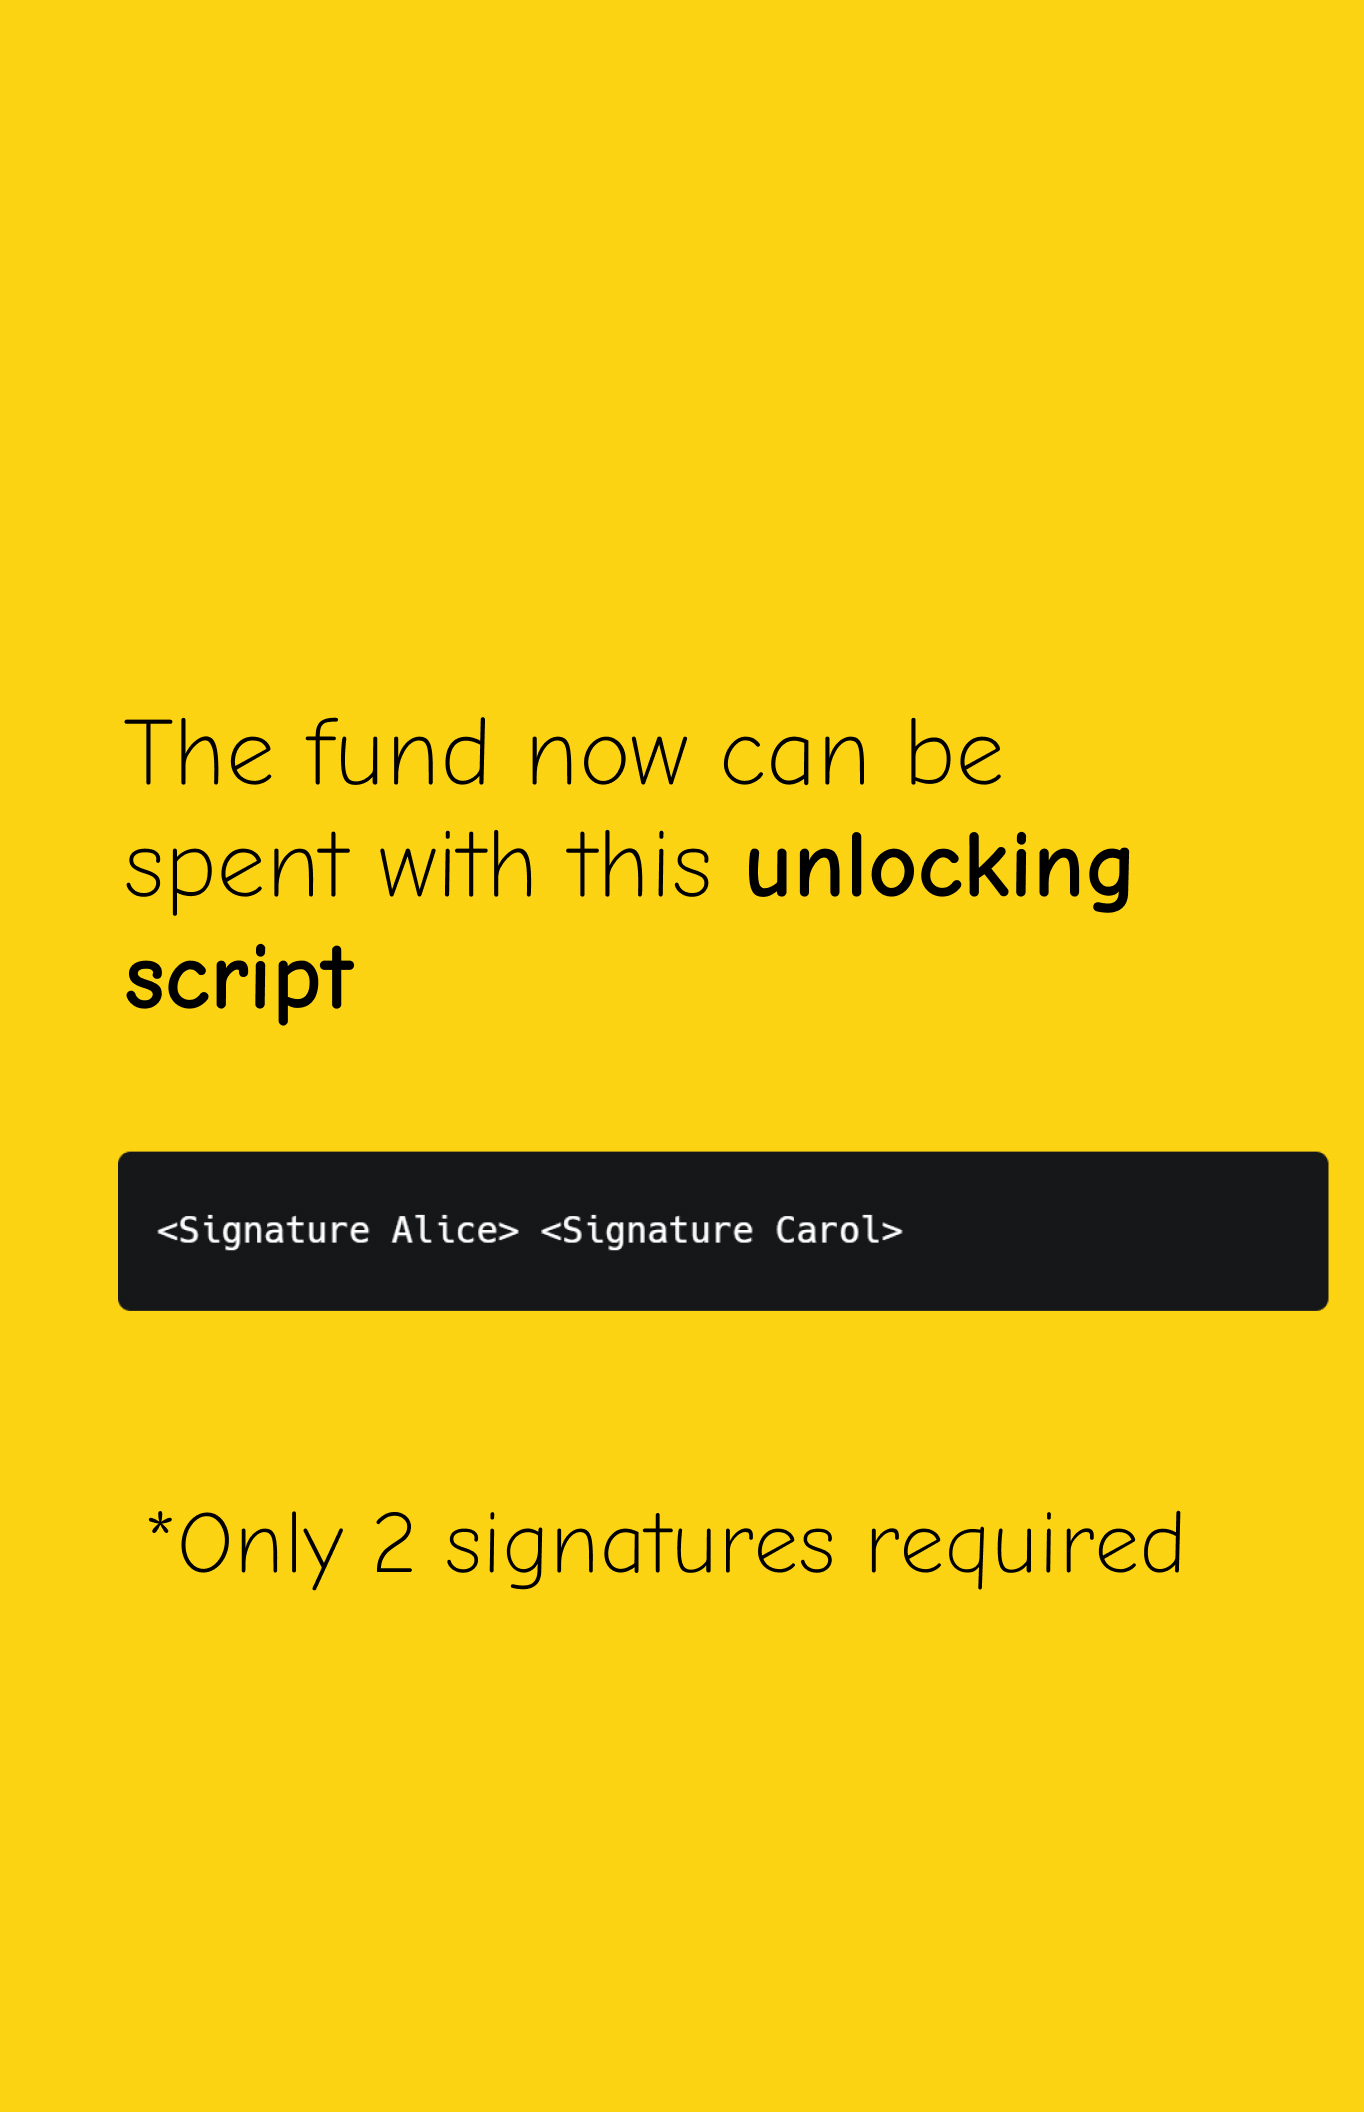 The fund now can be
spent with this unlocking
script
<Signature Alice> <Signature Carol>
*Only 2 signatures required